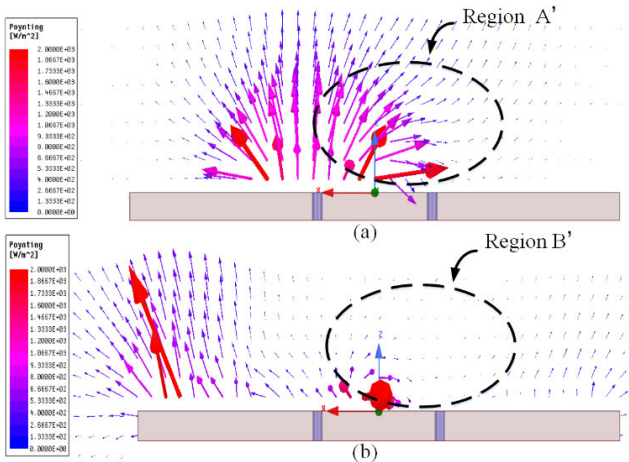 Poynting
[W/m^2]
2.0000E+03
1.8667E+03
1.7333E+03
1.6000E+03
1.4667E+03
1.3333E+03
1.2000E+03
1.0667E+03
9.3333E+02
8.0000E+02
6.6667E+02
5.3333E+02
4.0000E+02
2.6667E+02
1.3333E+02
0.0000E+00
Region A'
X
(a)
Poynting
[W/m^2]
2.0000E+03
1.8667E+03
1.7333E+03
1.6000E+03
1.4667E+03
1.3333E+03
1.2000E+03
1.0667E+03
9.3333E+02
8.0000E+02
6.6667E+02
5.3333E+02
4.0000E+02
2.6667E+02
1.3333E+02
0.0000E+00
Region B'
Z
X
(b)